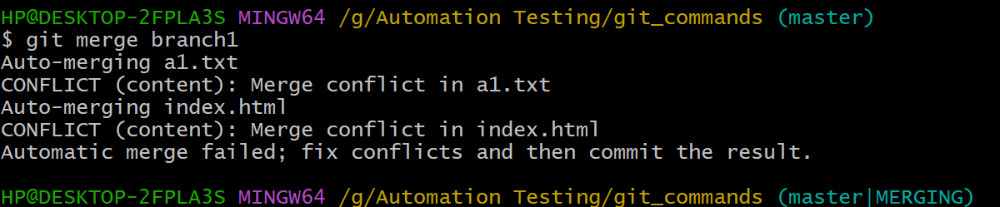 HP@DESKTOP-2FPLA3S MINGW64 /g/Automation Testing/git_commands (master)
$ git merge branch1
Auto-merging a1.txt
CONFLICT (content): Merge conflict in a1.txt
Auto-merging index.html
CONFLICT (content): Merge conflict in index.html
Automatic merge failed; fix conflicts and then commit the result.
HP@DESKTOP-2FPLA3S MINGW64 /g/Automation Testing/git_commands (master|MERGING)